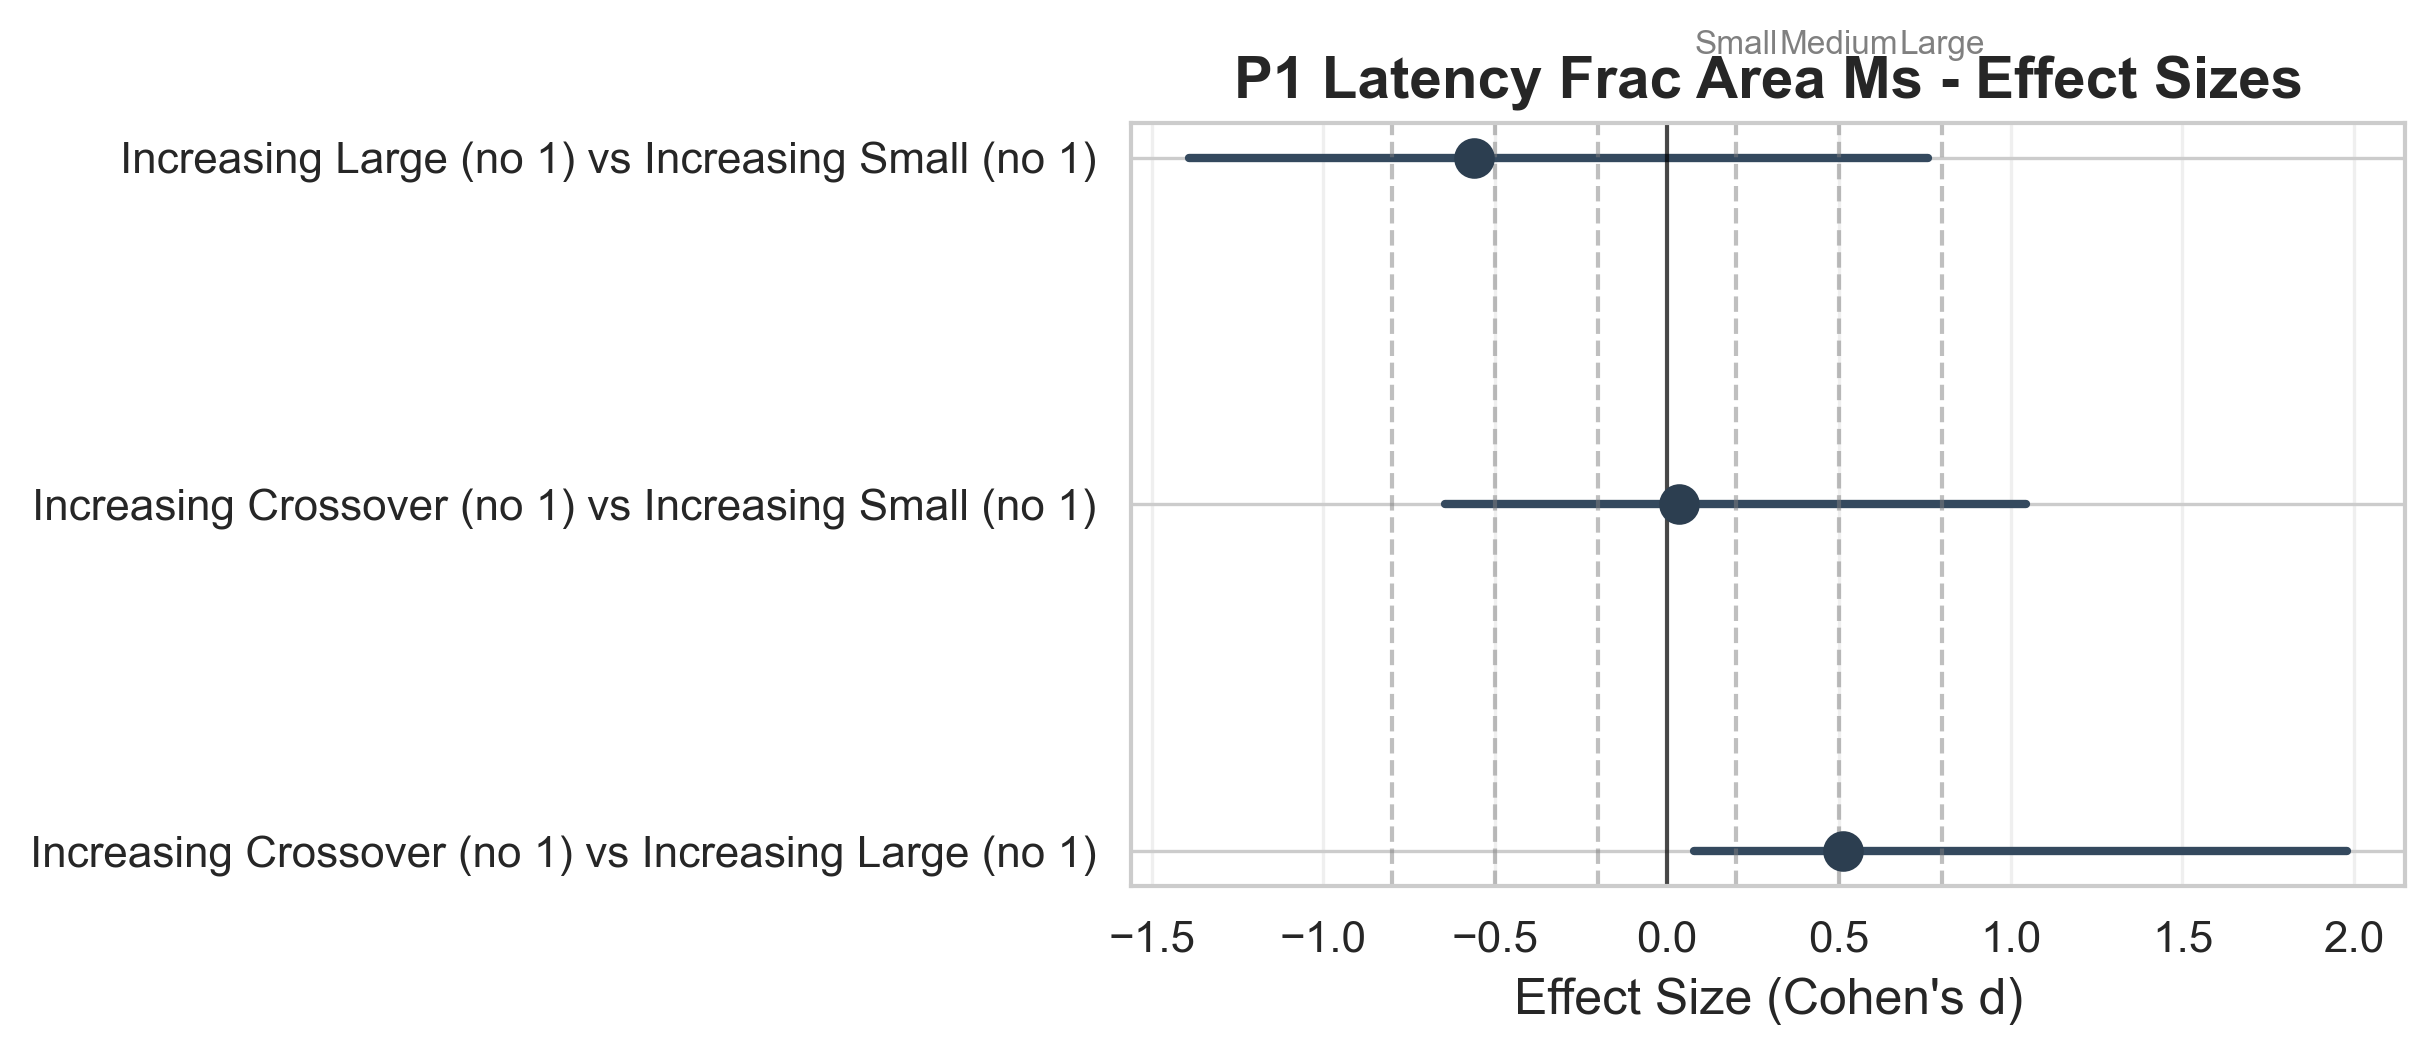 Small Medium Large
P1 Latency Frac Area Ms - Effect Sizes
Increasing Large (no 1) vs Increasing Small (no 1)
Increasing Crossover (no 1) vs Increasing Small (no 1)
Increasing Crossover (no 1) vs Increasing Large (no 1)
−1.5 −1.0 −0.5 0.0 0.5 1.0 1.5 2.0
Effect Size (Cohen's d)